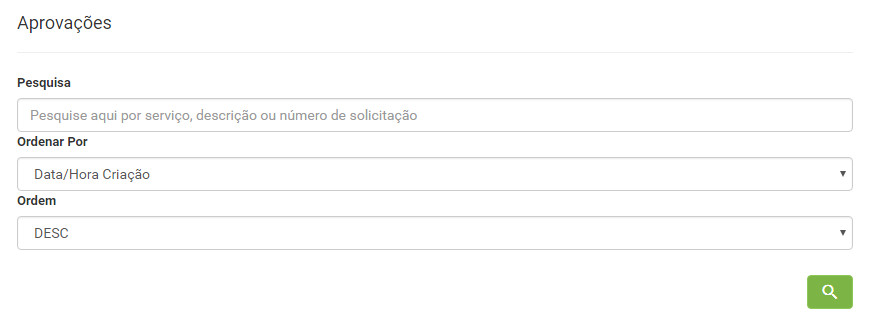 Aprovações
Pesquisa
Pesquise aqui por serviço, descrição ou número de solicitação
Ordenar Por
Data/Hora Criação
Ordem
DESC